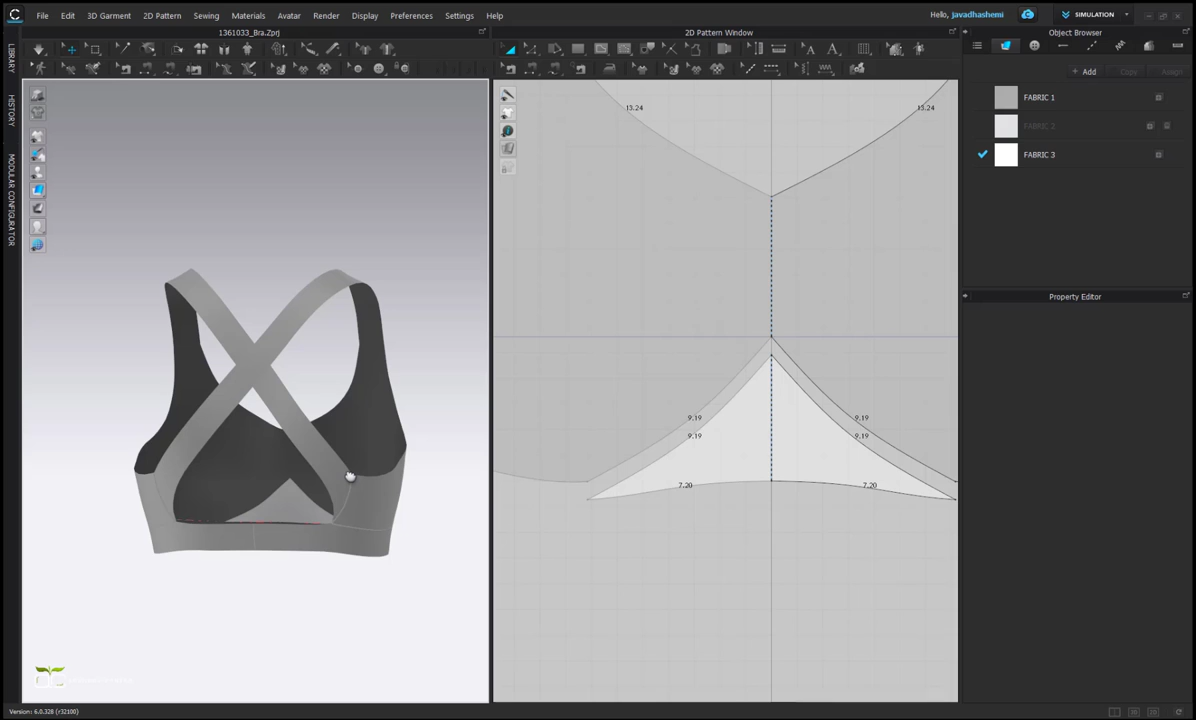 File Edit 3D Garment 2D Pattern Sewing Materials Avatar Render Display Preferences Settings Help
Hello, javadhashemi
SIMULATION
1361033_Bra.Zprj
2D Pattern Window
Object Browser
LIBRARY
HISTORY
MODULAR CONFIGURATOR
+ Add Copy Assign
FABRIC 1
FABRIC 2
FABRIC 3
Property Editor
13.24 13.24
9.19 9.19
9.19 9.19
7.20 7.20
Version: 6.0.328 (r32100)